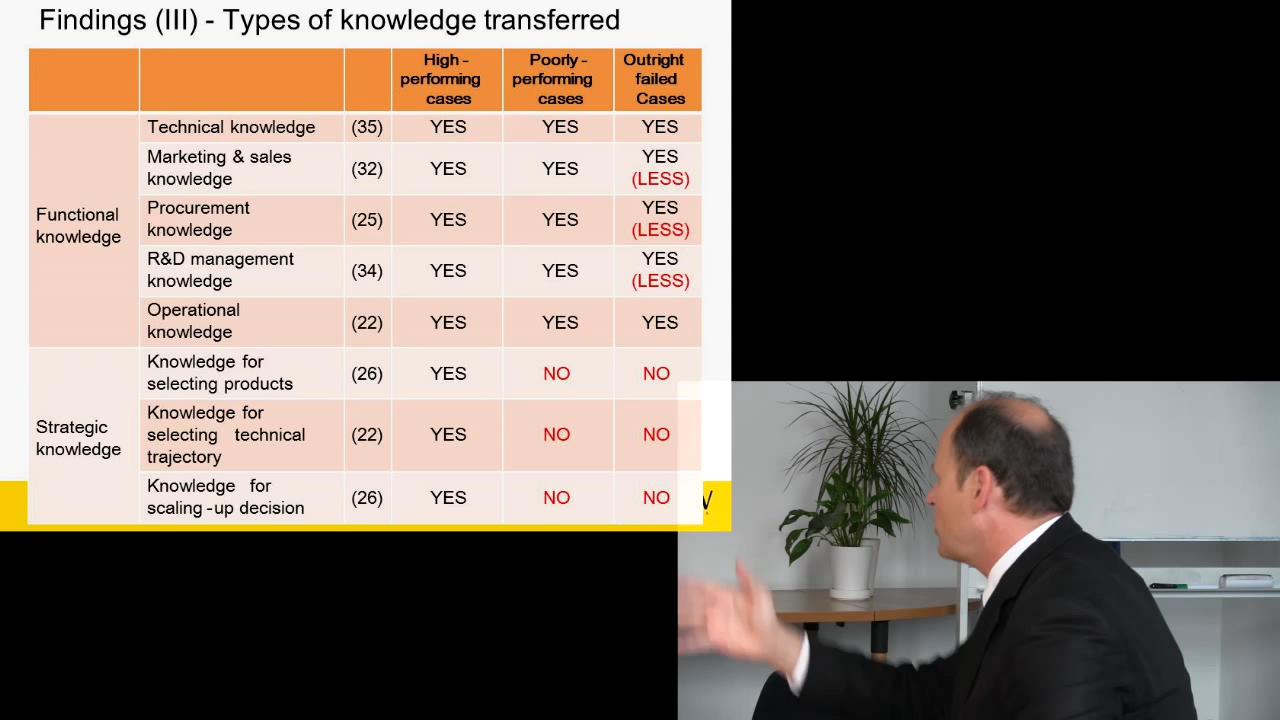 Findings (III) - Types of knowledge transferred
High - performing cases
Poorly - performing cases
Outright failed Cases
Functional knowledge
Technical knowledge (35) YES YES YES
Marketing & sales knowledge (32) YES YES YES (LESS)
Procurement knowledge (25) YES YES YES (LESS)
R&D management knowledge (34) YES YES YES (LESS)
Operational knowledge (22) YES YES YES
Strategic knowledge
Knowledge for selecting products (26) YES NO NO
Knowledge for selecting technical trajectory (22) YES NO NO
Knowledge for scaling-up decision (26) YES NO NO